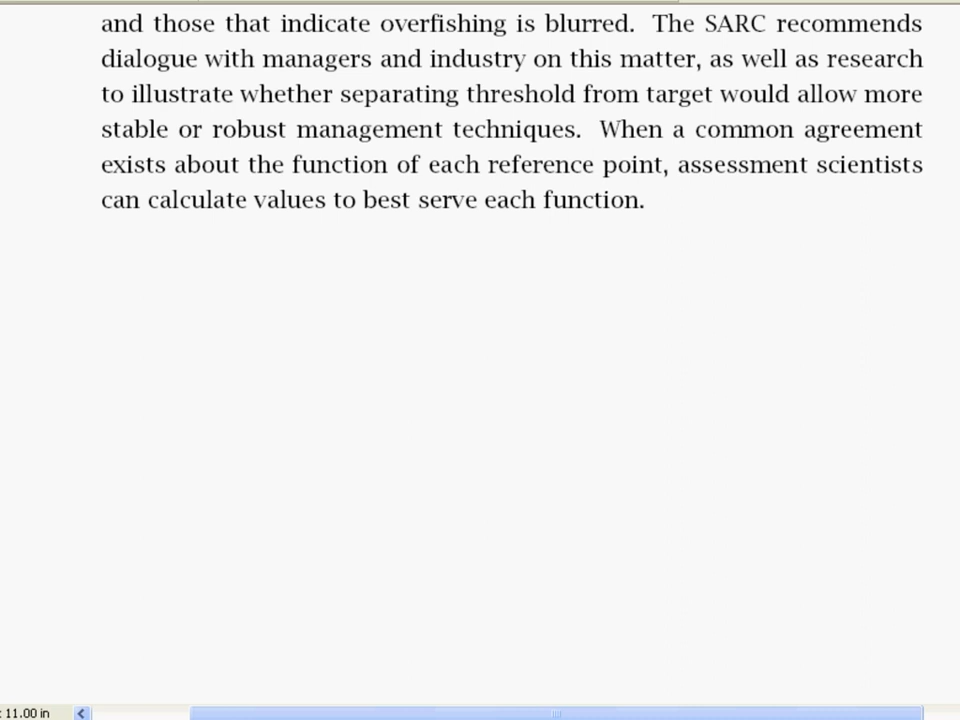 and those that indicate overfishing is blurred. The SARC recommends
dialogue with managers and industry on this matter, as well as research
to illustrate whether separating threshold from target would allow more
stable or robust management techniques. When a common agreement
exists about the function of each reference point, assessment scientists
can calculate values to best serve each function.
: 11.00 in